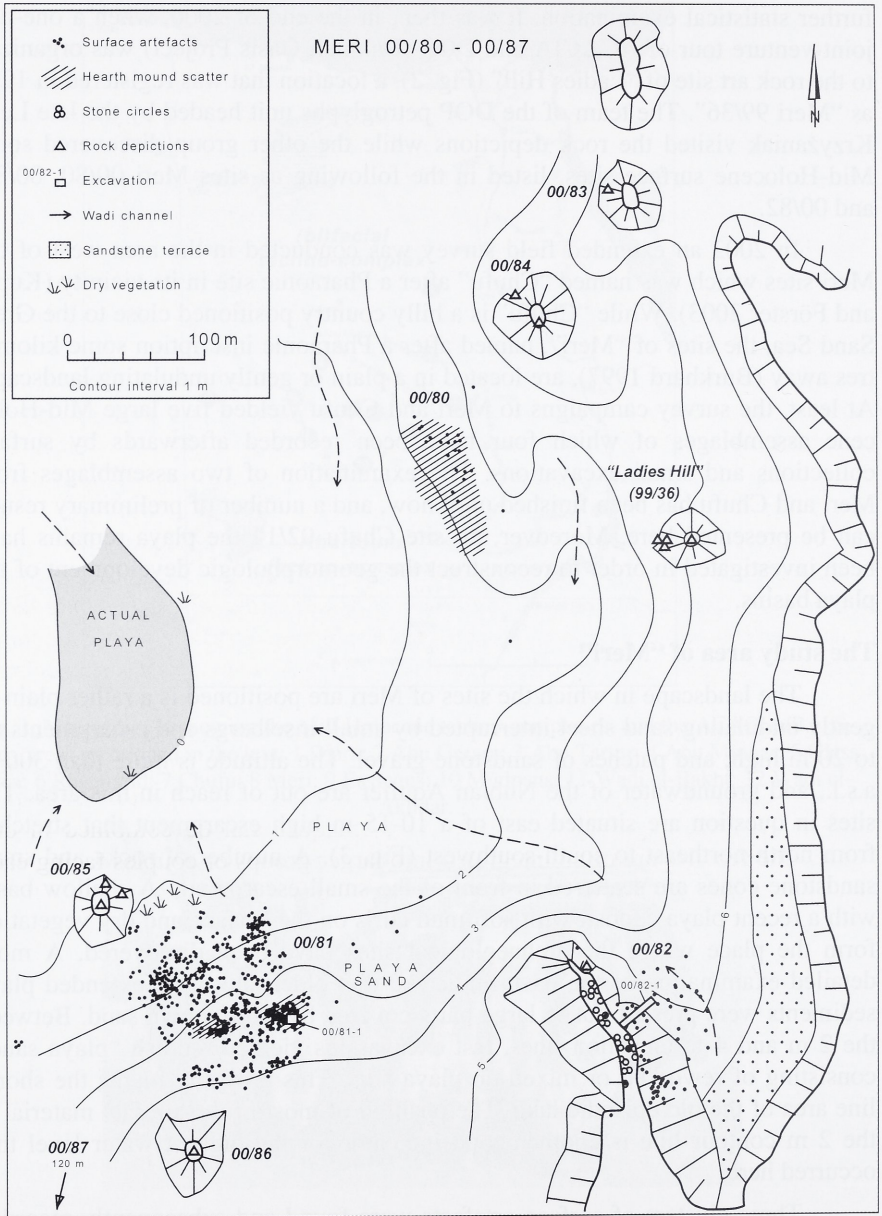 MERI 00/80 - 00/87
Surface artefacts
Hearth mound scatter
Stone circles
Rock depictions
00/82-1
Excavation
Wadi channel
Sandstone terrace
Dry vegetation
0 100 m
Contour interval 1 m
N
00/83
00/84
00/80
"Ladies Hill"
(99/36)
ACTUAL
PLAYA
0
PLAYA
1
2
3
4
5
6
00/85
00/81
PLAYA
SAND
00/82
00/82-1
00/81-1
00/86
00/87
120 m